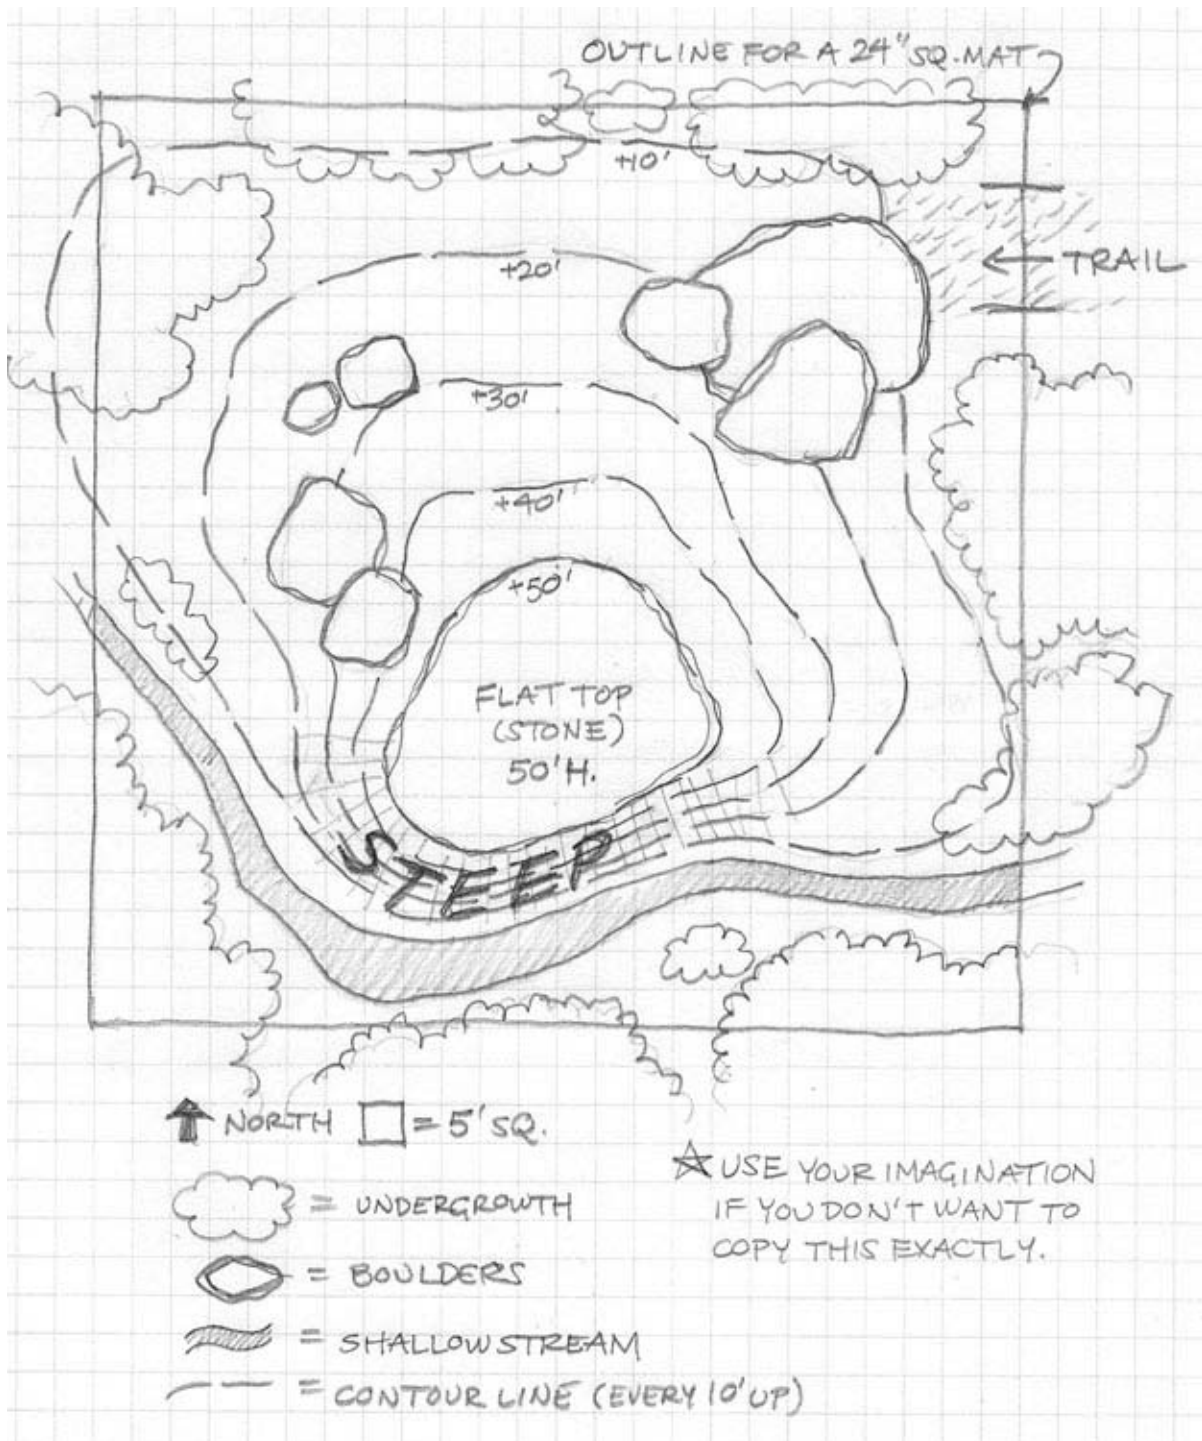 OUTLINE FOR A 24" SQ. MAT
+10'
TRAIL
+20'
+30'
+40'
+50'
FLAT TOP
(STONE)
50'H.
STEEP
NORTH = 5' SQ.
= UNDERGROWTH
= BOULDERS
= SHALLOW STREAM
= CONTOUR LINE (EVERY 10' UP)
USE YOUR IMAGINATION
IF YOU DON'T WANT TO
COPY THIS EXACTLY.